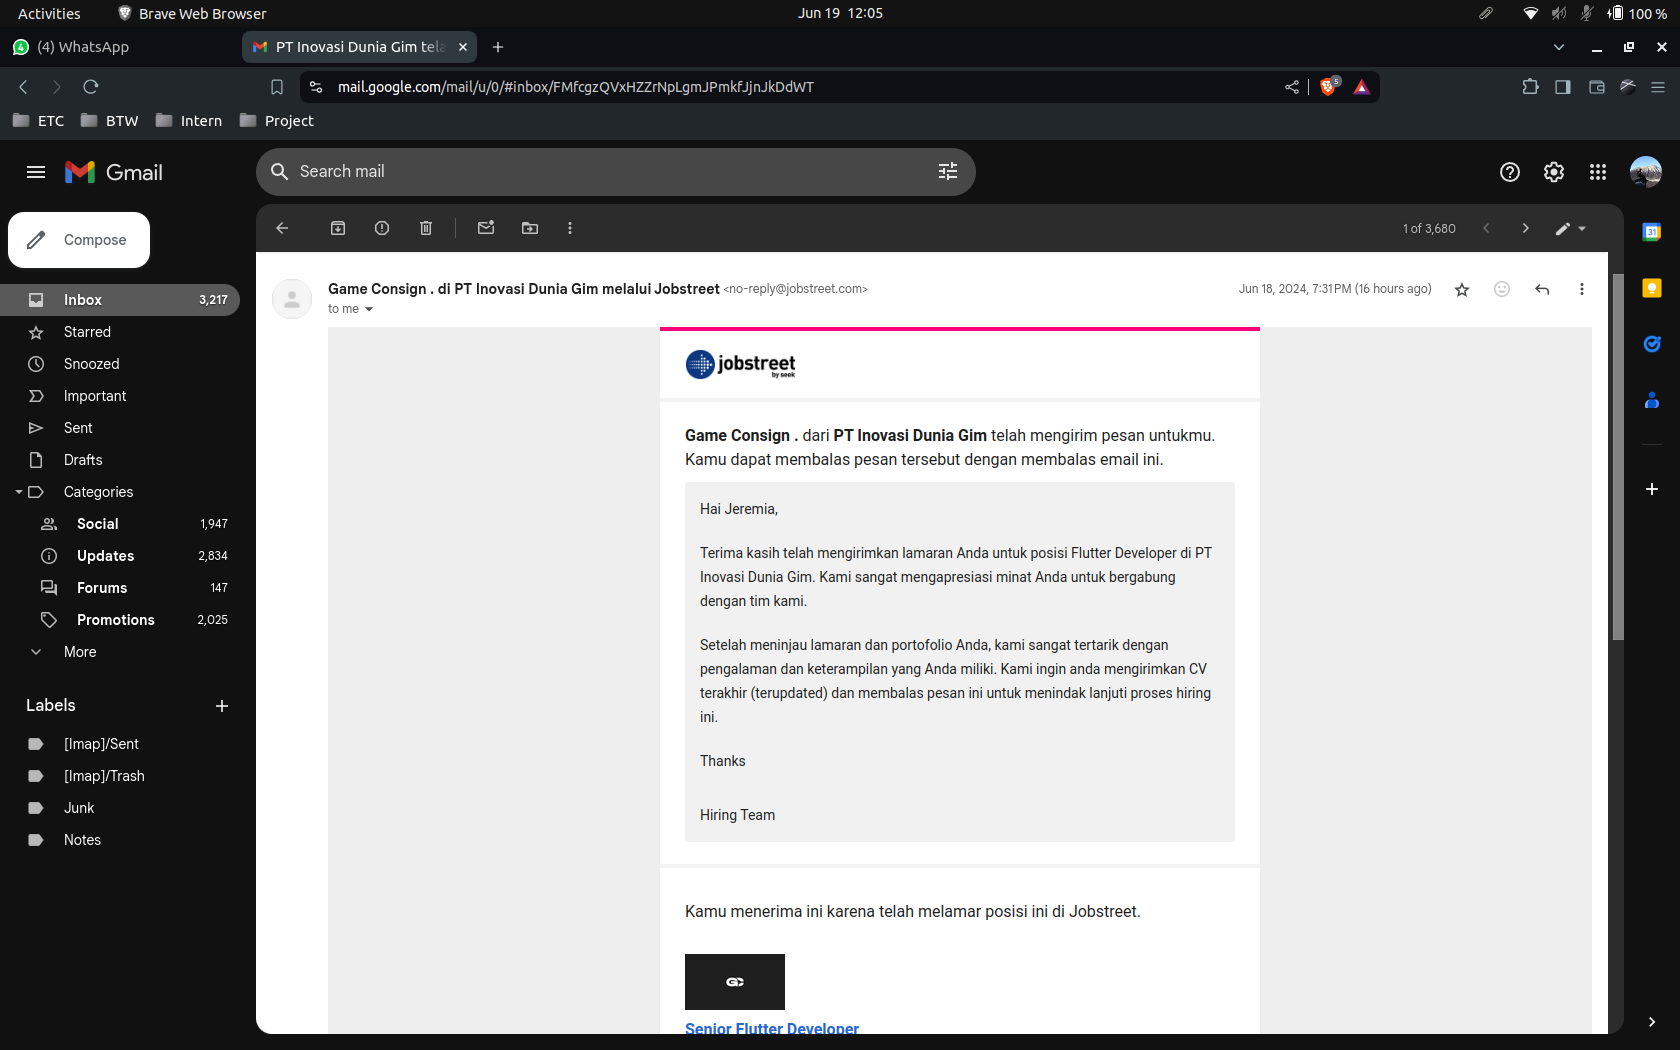 Activities
Brave Web Browser
Jun 19 12:05
100 %
(4) WhatsApp
PT Inovasi Dunia Gim tela
mail.google.com/mail/u/0/#inbox/FMfcgzQVxHZZrNpLgmJPmkfJjnJkDdWT
5
ETC
BTW
Intern
Project
Gmail
Search mail
Compose
1 of 3,680
31
Inbox 3,217
Starred
Snoozed
Important
Sent
Drafts
Categories
Social 1,947
Updates 2,834
Forums 147
Promotions 2,025
More
Labels
[Imap]/Sent
[Imap]/Trash
Junk
Notes
Game Consign . di PT Inovasi Dunia Gim melalui Jobstreet <no-reply@jobstreet.com>
Jun 18, 2024, 7:31 PM (16 hours ago)
to me
jobstreet
by seek
Game Consign . dari PT Inovasi Dunia Gim telah mengirim pesan untukmu.
Kamu dapat membalas pesan tersebut dengan membalas email ini.
Hai Jeremia,
Terima kasih telah mengirimkan lamaran Anda untuk posisi Flutter Developer di PT
Inovasi Dunia Gim. Kami sangat mengapresiasi minat Anda untuk bergabung
dengan tim kami.
Setelah meninjau lamaran dan portofolio Anda, kami sangat tertarik dengan
pengalaman dan keterampilan yang Anda miliki. Kami ingin anda mengirimkan CV
terakhir (terupdated) dan membalas pesan ini untuk menindak lanjuti proses hiring
ini.
Thanks
Hiring Team
Kamu menerima ini karena telah melamar posisi ini di Jobstreet.
GC
Senior Flutter Developer